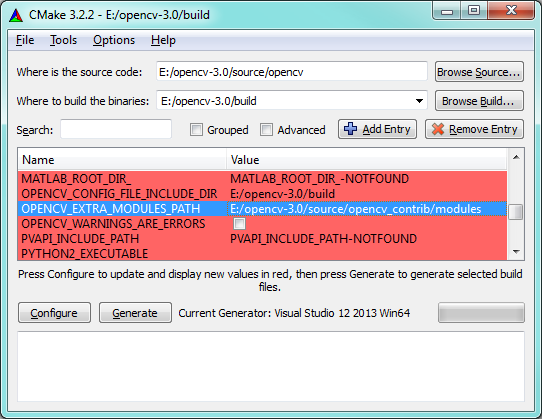 CMake 3.2.2 - E:/opencv-3.0/build
File Tools Options Help
Where is the source code: E:/opencv-3.0/source/opencv Browse Source...
Where to build the binaries: E:/opencv-3.0/build Browse Build...
Search: Grouped Advanced Add Entry Remove Entry
Name Value
MATLAB_ROOT_DIR_ MATLAB_ROOT_DIR_-NOTFOUND
OPENCV_CONFIG_FILE_INCLUDE_DIR E:/opencv-3.0/build
OPENCV_EXTRA_MODULES_PATH E:/opencv-3.0/source/opencv_contrib/modules
OPENCV_WARNINGS_ARE_ERRORS
PVAPI_INCLUDE_PATH PVAPI_INCLUDE_PATH-NOTFOUND
PYTHON2_EXECUTABLE
Press Configure to update and display new values in red, then press Generate to generate selected build
files.
Configure Generate Current Generator: Visual Studio 12 2013 Win64